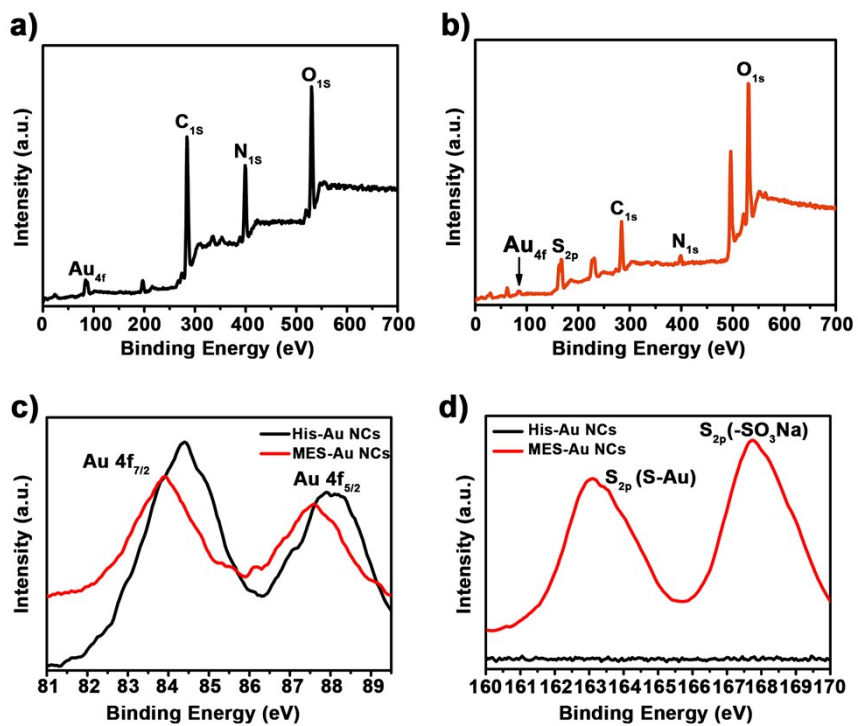 a)
Intensity (a.u.)
Au4f
C1S
N1S
O1S
0 100 200 300 400 500 600 700
Binding Energy (eV)
b)
Intensity (a.u.)
Au4f
S2p
C1s
N1s
O1s
0 100 200 300 400 500 600 700
Binding Energy (eV)
c)
Intensity (a.u.)
His-Au NCs
MES-Au NCs
Au 4f7/2
Au 4f5/2
81 82 83 84 85 86 87 88 89
Binding Energy (eV)
d)
Intensity (a.u.)
His-Au NCs
MES-Au NCs
S2p(-SO3Na)
S2p (S-Au)
160 161 162 163 164 165 166 167 168 169 170
Binding Energy (eV)